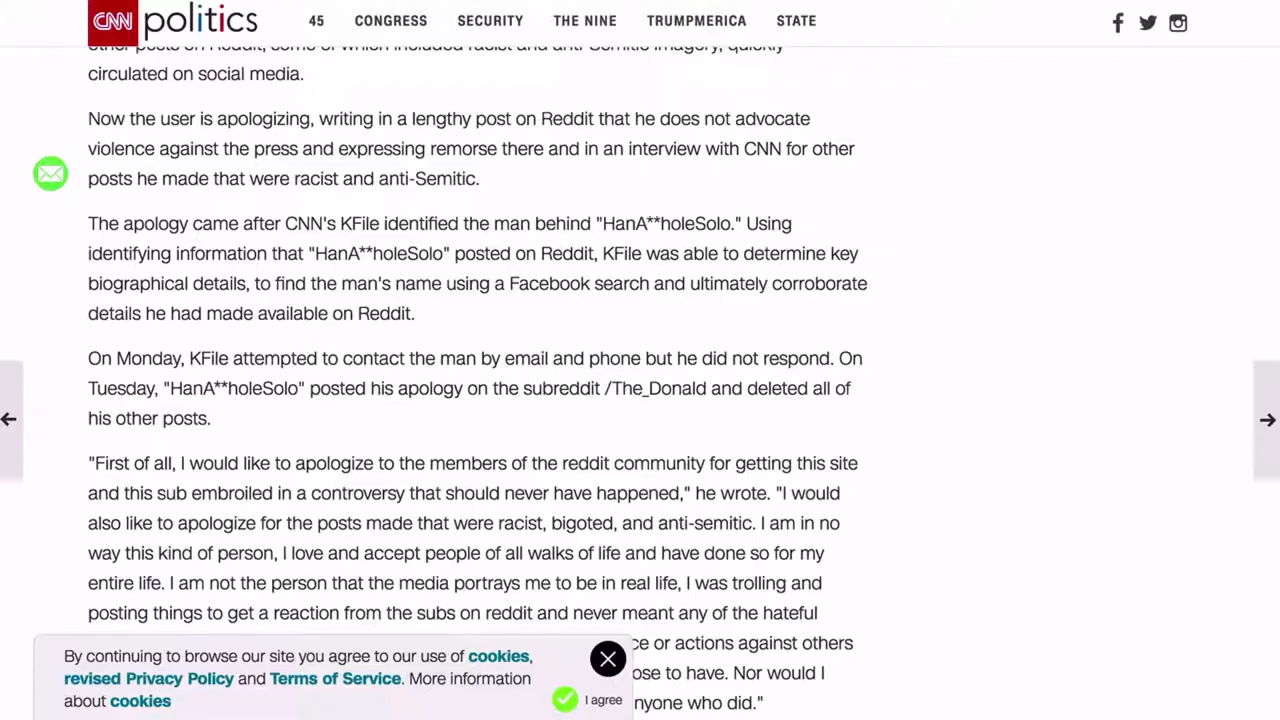 CNN politics 45 CONGRESS SECURITY THE NINE TRUMPMERICA STATE
other posts on Reddit, some of which included racist and anti-Semitic imagery, quickly
circulated on social media.
Now the user is apologizing, writing in a lengthy post on Reddit that he does not advocate
violence against the press and expressing remorse there and in an interview with CNN for other
posts he made that were racist and anti-Semitic.
The apology came after CNN's KFile identified the man behind "HanA**holeSolo." Using
identifying information that "HanA**holeSolo" posted on Reddit, KFile was able to determine key
biographical details, to find the man's name using a Facebook search and ultimately corroborate
details he had made available on Reddit.
On Monday, KFile attempted to contact the man by email and phone but he did not respond. On
Tuesday, "HanA**holeSolo" posted his apology on the subreddit /The_Donald and deleted all of
his other posts.
"First of all, I would like to apologize to the members of the reddit community for getting this site
and this sub embroiled in a controversy that should never have happened," he wrote. "I would
also like to apologize for the posts made that were racist, bigoted, and anti-semitic. I am in no
way this kind of person, I love and accept people of all walks of life and have done so for my
entire life. I am not the person that the media portrays me to be in real life, I was trolling and
posting things to get a reaction from the subs on reddit and never meant any of the hateful
ce or actions against others
ose to have. Nor would I
nyone who did."
By continuing to browse our site you agree to our use of cookies,
revised Privacy Policy and Terms of Service. More information
about cookies
I agree